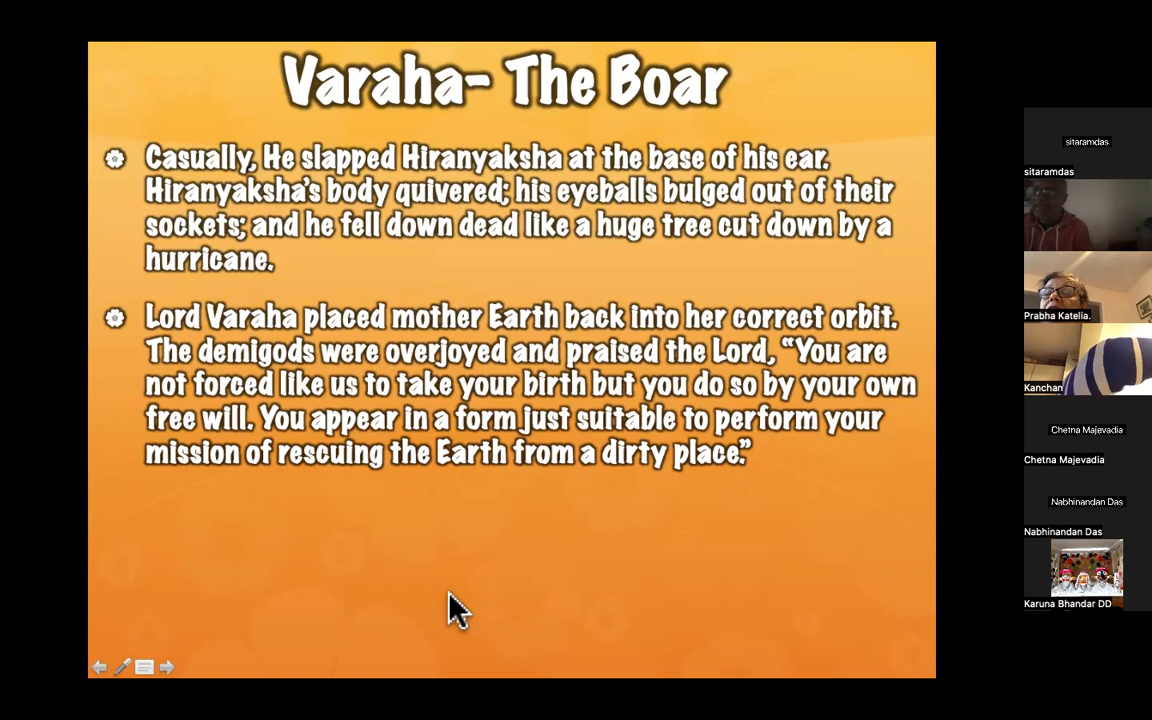 Varaha- The Boar
Casually, He slapped Hiranyaksha at the base of his ear.
Hiranyaksha's body quivered; his eyeballs bulged out of their
sockets; and he fell down dead like a huge tree cut down by a
hurricane.
Lord Varaha placed mother Earth back into her correct orbit.
The demigods were overjoyed and praised the Lord, “You are
not forced like us to take your birth but you do so by your own
free will. You appear in a form just suitable to perform your
mission of rescuing the Earth from a dirty place.”
sitaramdas
sitaramdas
Prabha Katelia.
Kanchan
Chetna Majevadia
Chetna Majevadia
Nabhinandan Das
Nabhinandan Das
Karuna Bhandar DD